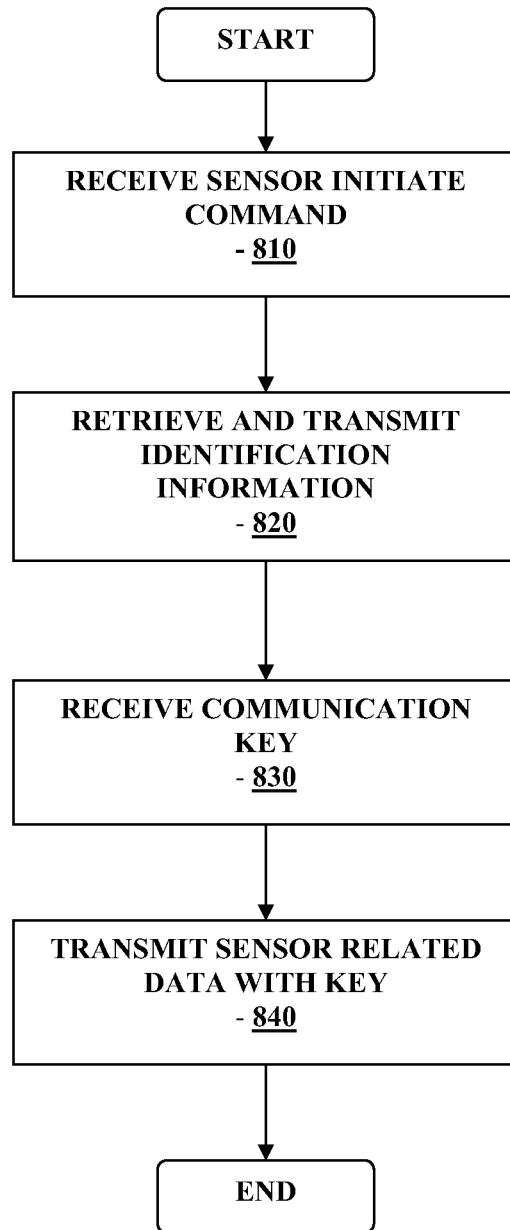 START
RECEIVE SENSOR INITIATE
COMMAND
- 810
RETRIEVE AND TRANSMIT
IDENTIFICATION
INFORMATION
- 820
RECEIVE COMMUNICATION
KEY
- 830
TRANSMIT SENSOR RELATED
DATA WITH KEY
- 840
END